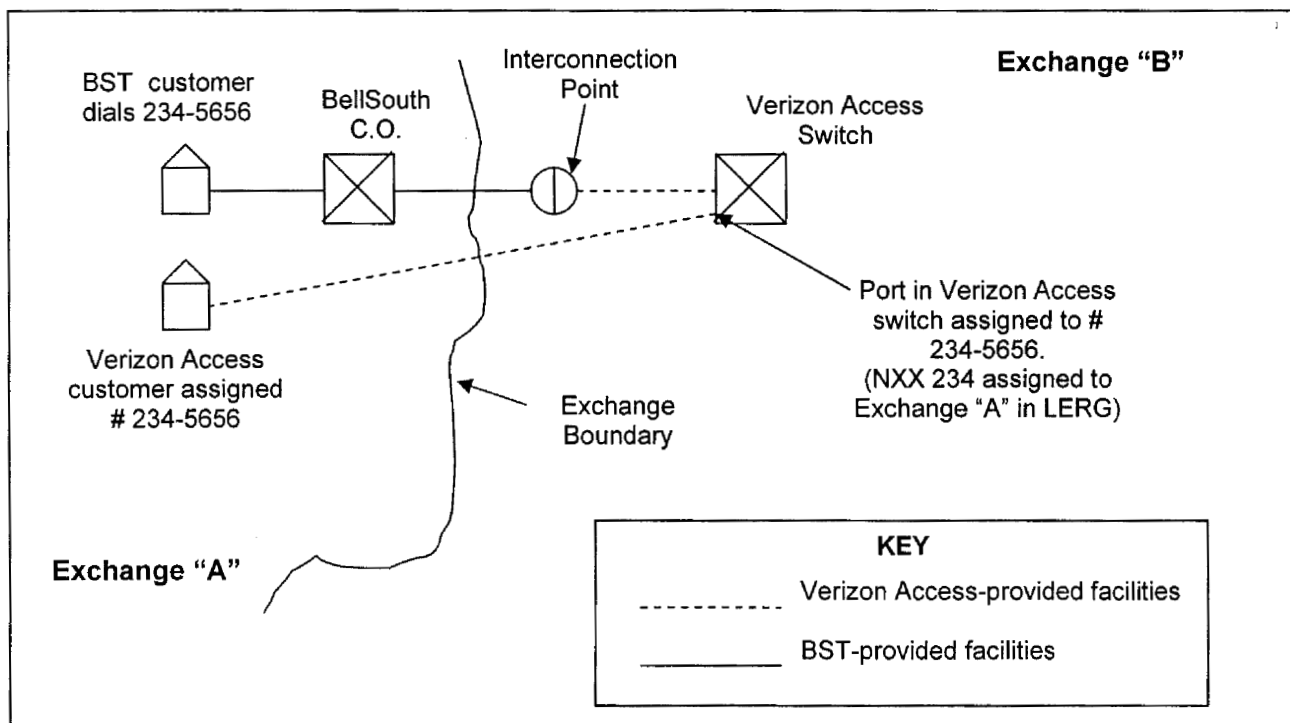 Exchange “B”
BST customer
dials 234-5656
BellSouth
C.O.
Interconnection
Point
Verizon Access
Switch
Verizon Access
customer assigned
# 234-5656
Exchange
Boundary
Port in Verizon Access
switch assigned to #
234-5656.
(NXX 234 assigned to
Exchange “A” in LERG)
Exchange “A”
KEY
Verizon Access-provided facilities
BST-provided facilities